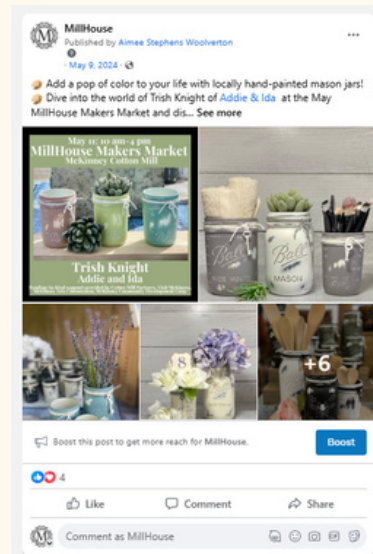 MillHouse
Published by Aimee Stephens Woolverton
· May 9, 2024 ·
Add a pop of color to your life with locally hand-painted mason jars!
Dive into the world of Trish Knight of Addie & Ida at the May
MillHouse Makers Market and dis... See more
May 11: 10 am-4 pm
MillHouse Makers Market
McKinney Cotton Mill
Trish Knight
Addie and Ida
Ball
Ball
MASON
8
+6
Boost this post to get more reach for MillHouse.
Boost
4
Like
Comment
Share
Comment as MillHouse